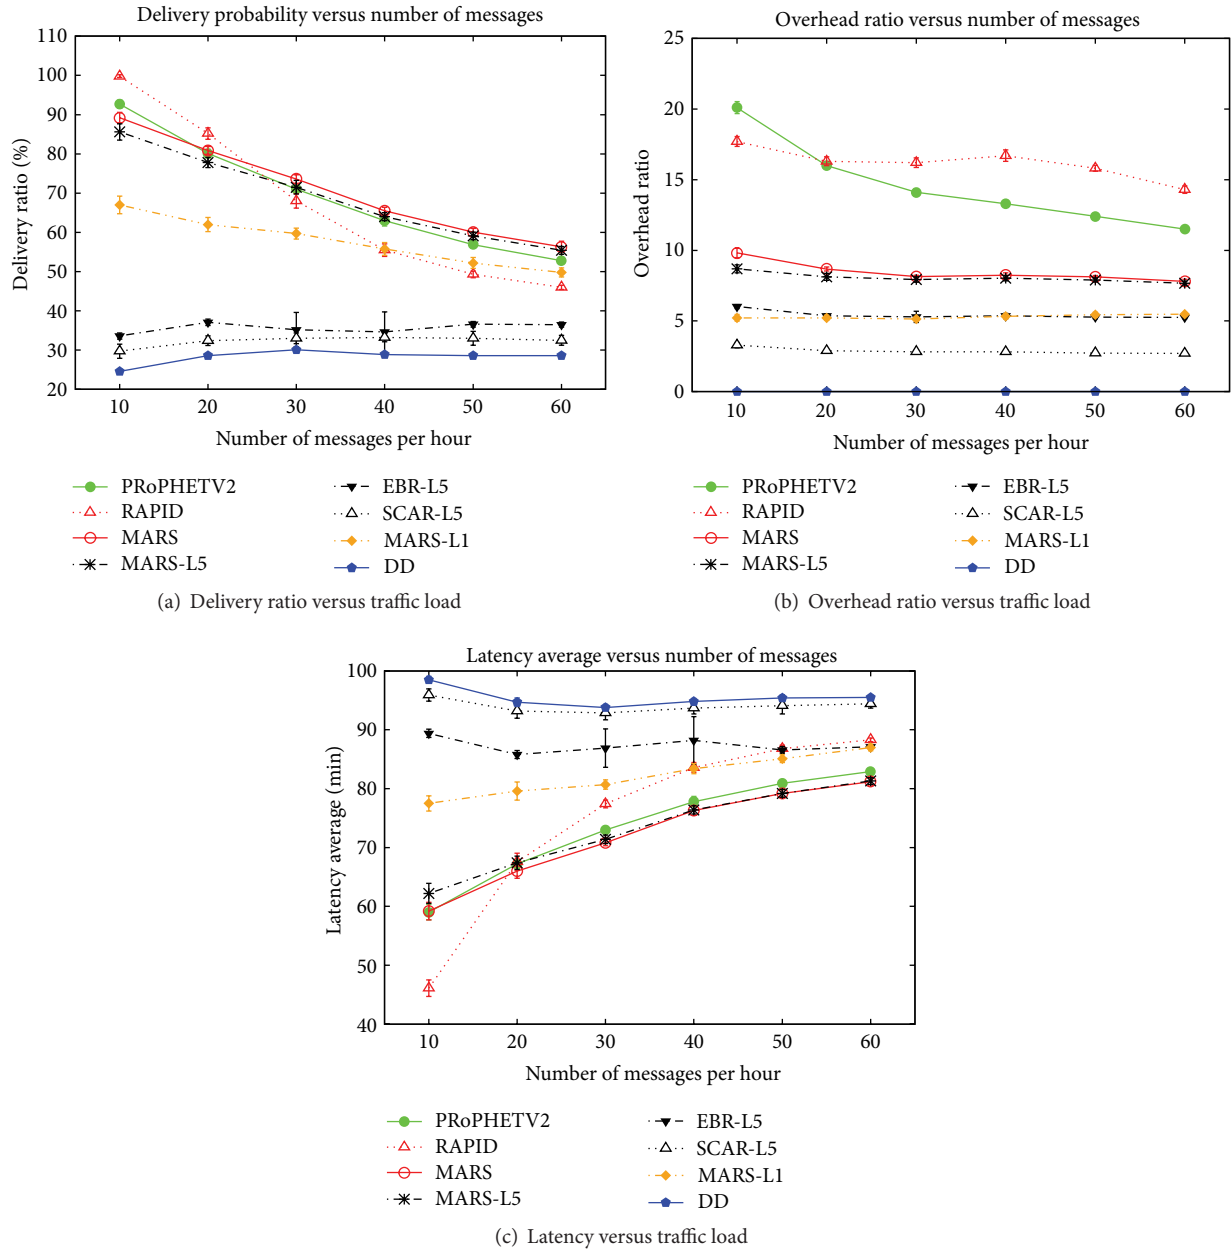 Delivery probability versus number of messages
110
100
90
80
70
60
50
40
30
20
Delivery ratio (%)
10 20 30 40 50 60
Number of messages per hour
PRoPHETV2
RAPID
MARS
MARS-L5
EBR-L5
SCAR-L5
MARS-L1
DD
(a) Delivery ratio versus traffic load
Overhead ratio versus number of messages
25
20
15
10
5
0
Overhead ratio
10 20 30 40 50 60
Number of messages per hour
PRoPHETV2
RAPID
MARS
MARS-L5
EBR-L5
SCAR-L5
MARS-L1
DD
(b) Overhead ratio versus traffic load
Latency average versus number of messages
100
90
80
70
60
50
40
Latency average (min)
10 20 30 40 50 60
Number of messages per hour
PRoPHETV2
RAPID
MARS
MARS-L5
EBR-L5
SCAR-L5
MARS-L1
DD
(c) Latency versus traffic load